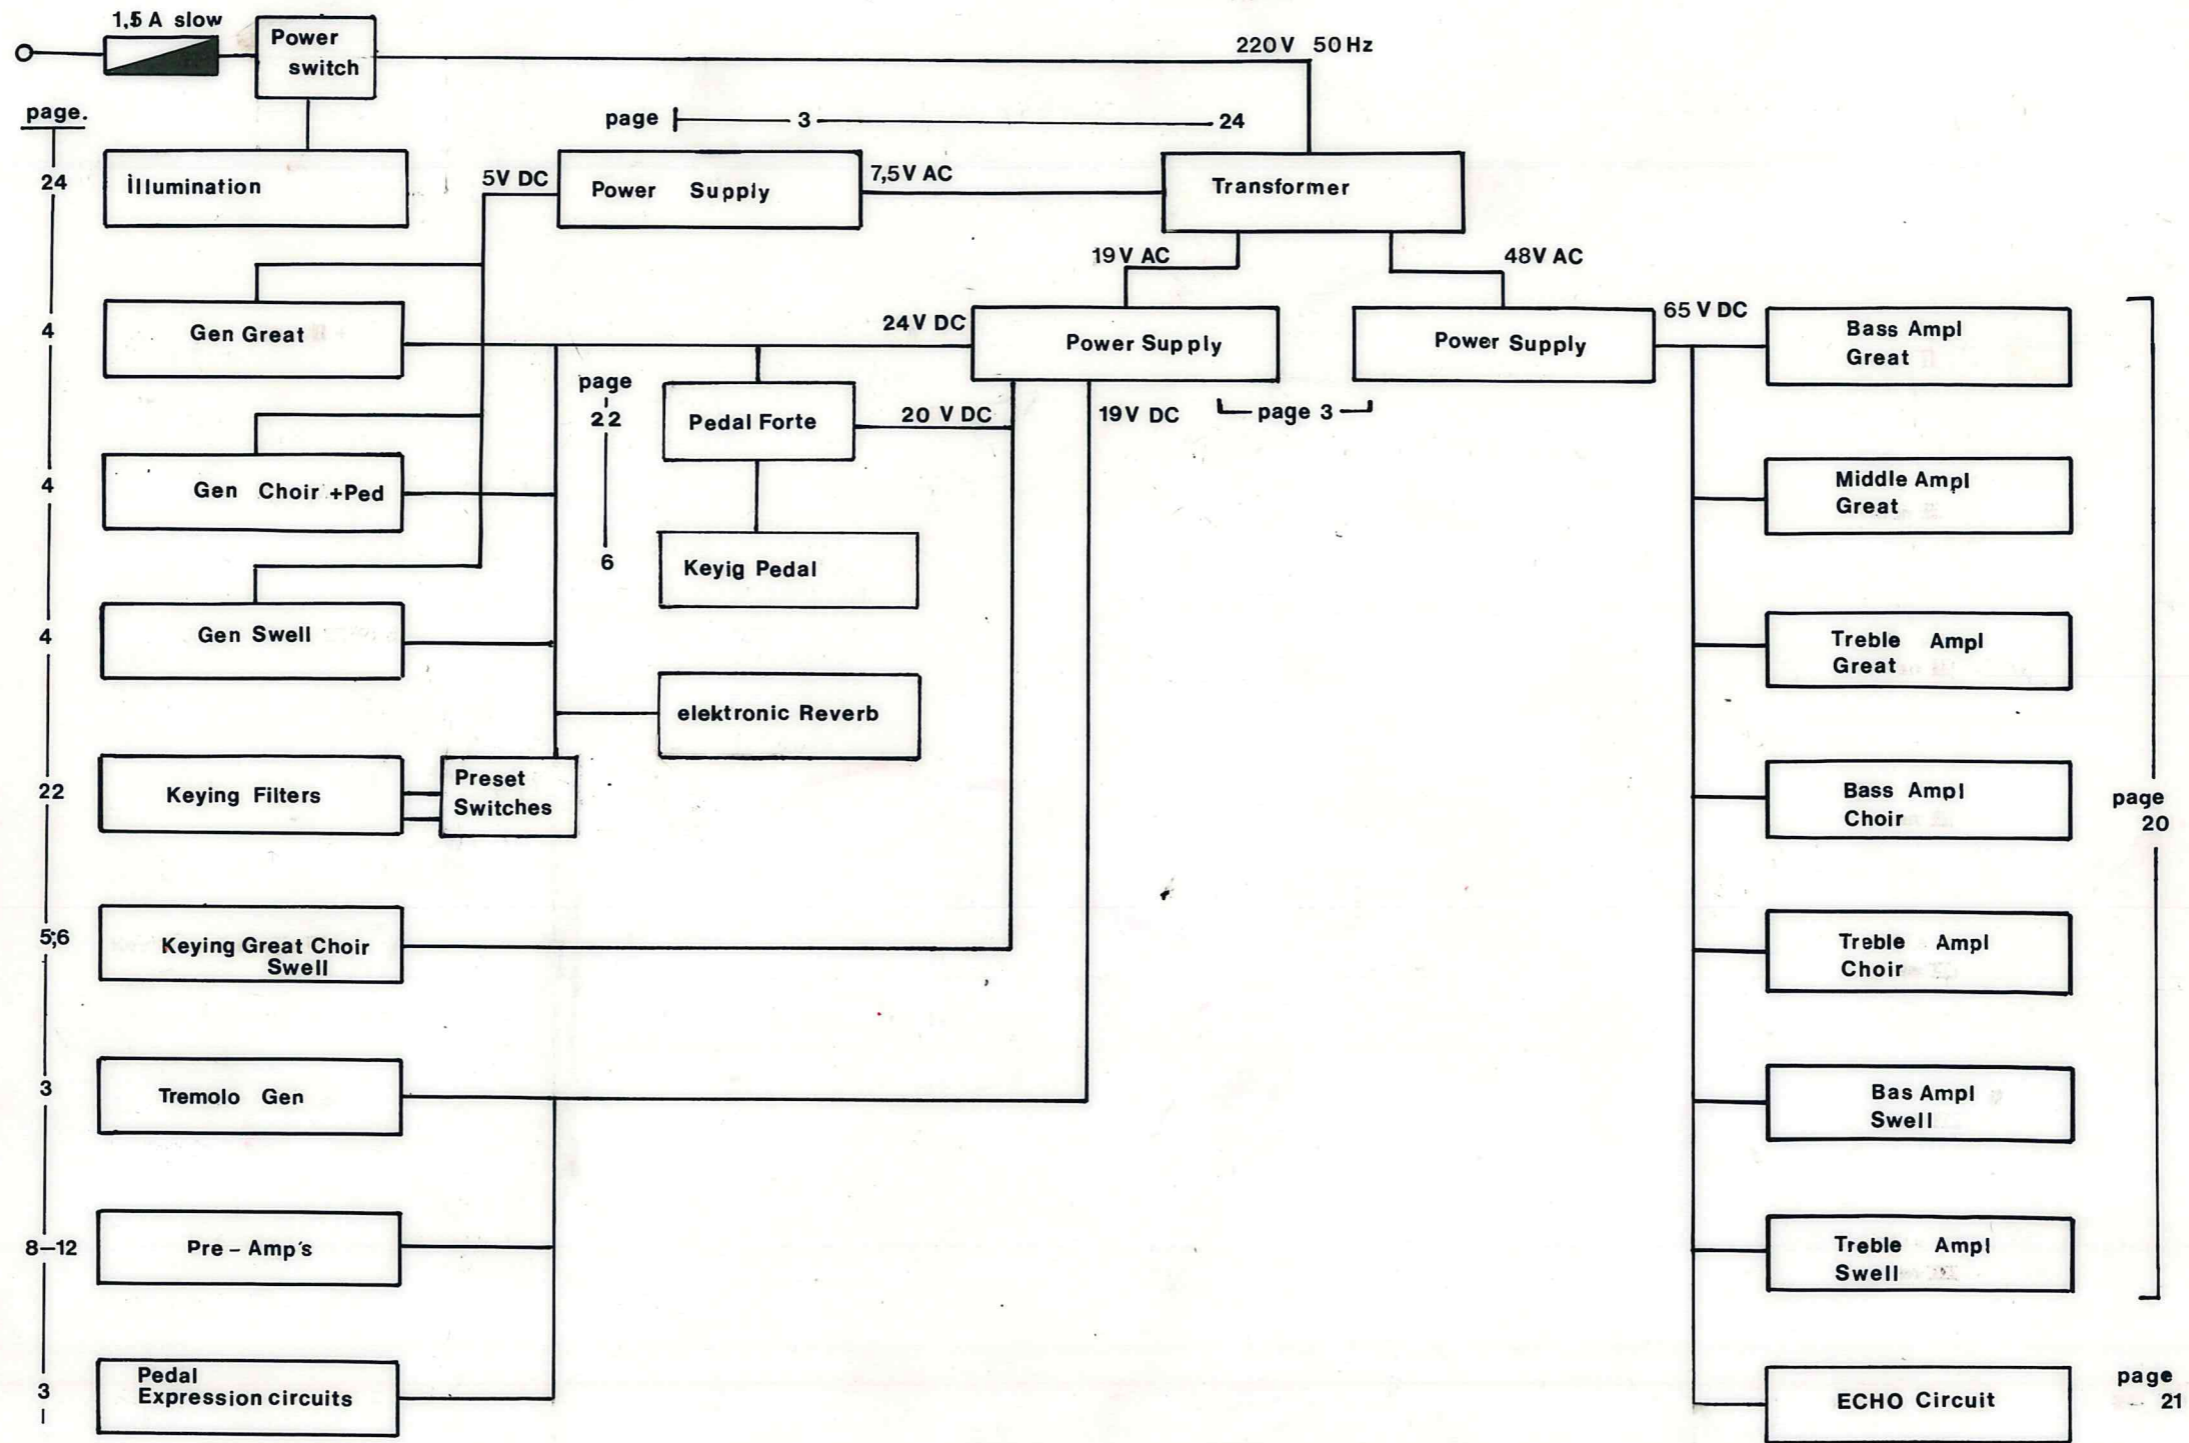 1,5 A slow
Power
switch
220V 50Hz
page.
page 3 24
24
Illumination
5V DC
Power Supply
7,5V AC
Transformer
19V AC
48V AC
4
Gen Great
24V DC
Power Supply
Power Supply
65 V DC
Bass Ampl
Great
page
22
6
Pedal Forte
20 V DC
19V DC
page 3
4
Gen Choir +Ped
Middle Ampl
Great
Keyig Pedal
4
Gen Swell
Treble Ampl
Great
elektronic Reverb
22
Keying Filters
Preset
Switches
Bass Ampl
Choir
page
20
5;6
Keying Great Choir
Swell
Treble Ampl
Choir
3
Tremolo Gen
Bas Ampl
Swell
8-12
Pre - Amp's
Treble Ampl
Swell
3
Pedal
Expression circuits
ECHO Circuit
page
21